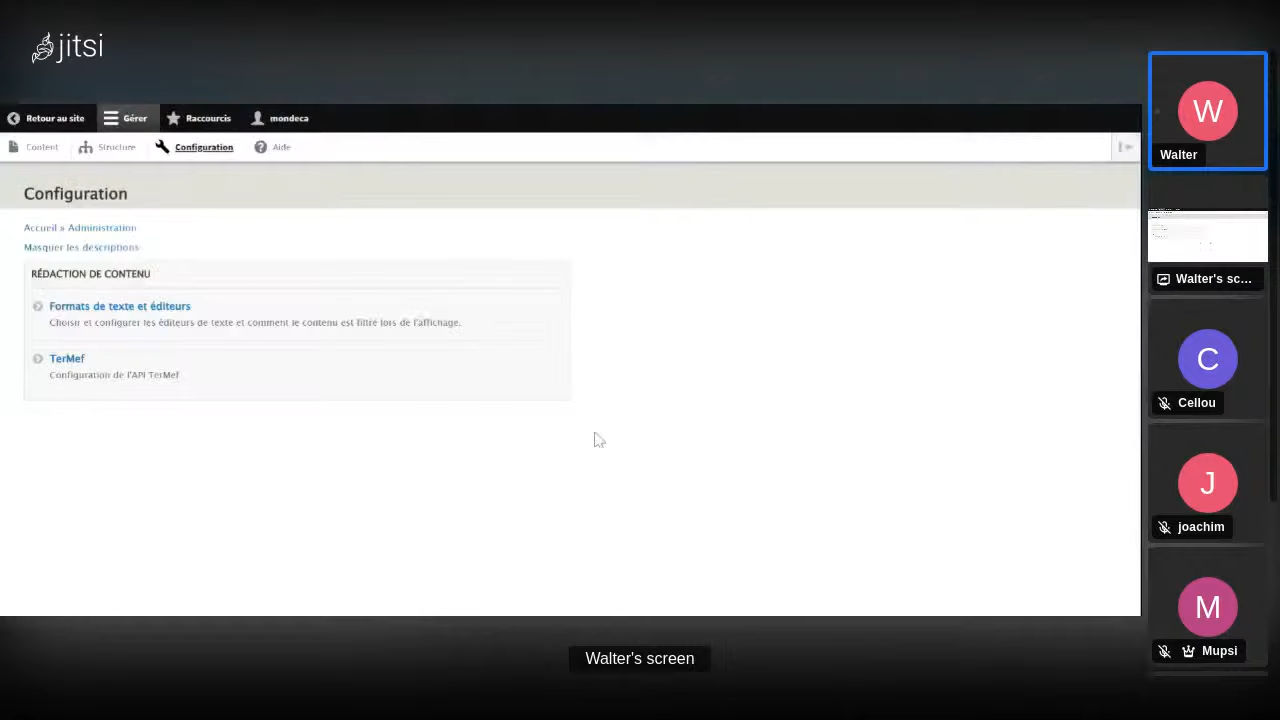 jitsi
Retour au site Gérer Raccourcis mondeca
Content Structure Configuration Aide
Configuration
Accueil » Administration
Masquer les descriptions
RÉDACTION DE CONTENU
Formats de texte et éditeurs
Choisir et configurer les éditeurs de texte et comment le contenu est filtré lors de l'affichage.
TerMef
Configuration de l'API TerMef
W
Walter
Walter's sc...
C
Cellou
J
joachim
M
Mupsi
Walter's screen